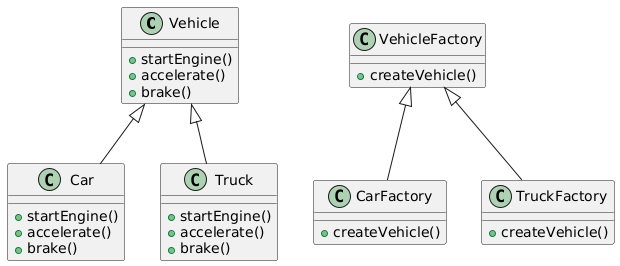 C Vehicle
startEngine()
accelerate()
brake()
C VehicleFactory
createVehicle()
C Car
startEngine()
accelerate()
brake()
C Truck
startEngine()
accelerate()
brake()
C CarFactory
createVehicle()
C TruckFactory
createVehicle()